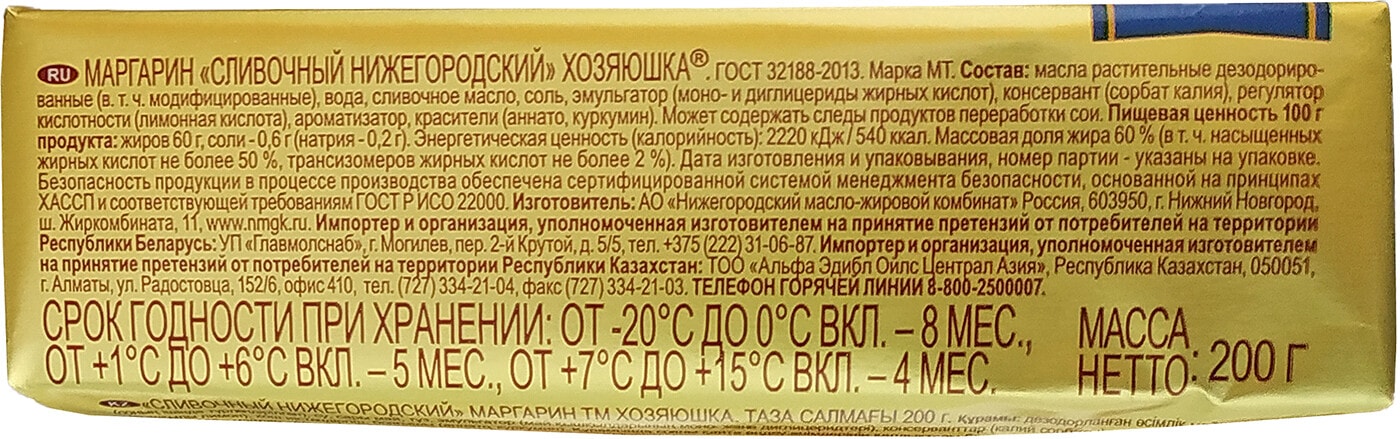 RU МАРГАРИН «СЛИВОЧНЫЙ НИЖЕГОРОДСКИЙ» ХОЗЯЮШКА®. ГОСТ 32188-2013. Марка МТ. Состав: масла растительные дезодориро-
ванные (в. т. ч. модифицированные), вода, сливочное масло, соль, эмульгатор (моно- и диглицериды жирных кислот), консервант (сорбат калия), регулятор
кислотности (лимонная кислота), ароматизатор, красители (аннато, куркумин). Может содержать следы продуктов переработки сои. Пищевая ценность 100 г
продукта: жиров 60 г, соли - 0,6 г (натрия - 0,2 г). Энергетическая ценность (калорийность): 2220 кДж / 540 ккал. Массовая доля жира 60 % (в т. ч. насыщенных
жирных кислот не более 50 %, трансизомеров жирных кислот не более 2 %). Дата изготовления и упаковывания, номер партии - указаны на упаковке.
Безопасность продукции в процессе производства обеспечена сертифицированной системой менеджмента безопасности, основанной на принципах
ХАССП и соответствующей требованиям ГОСТ Р ИСО 22000. Изготовитель: АО «Нижегородский масло-жировой комбинат» Россия, 603950, г. Нижний Новгород,
ш. Жиркомбината, 11, www.nmgk.ru. Импортер и организация, уполномоченная изготовителем на принятие претензий от потребителей на территории
Республики Беларусь: УП «Главмолснаб», г. Могилев, пер. 2-й Крутой, д. 5/5, тел. +375 (222) 31-06-87. Импортер и организация, уполномоченная изготовителем
на принятие претензий от потребителей на территории Республики Казахстан: ТОО «Альфа Эдибл Ойлс Централ Азия», Республика Казахстан, 050051,
г. Алматы, ул. Радостовца, 152/6, офис 410, тел. (727) 334-21-04, факс (727) 334-21-03. ТЕЛЕФОН ГОРЯЧЕЙ ЛИНИИ 8-800-2500007.
СРОК ГОДНОСТИ ПРИ ХРАНЕНИИ: ОТ -20°С ДО 0°С ВКЛ. – 8 МЕС.,
ОТ +1°С ДО +6°С ВКЛ. – 5 МЕС., ОТ +7°С ДО +15°С ВКЛ. – 4 МЕС.
МАССА
НЕТТО: 200 Г
KZ «СЛИВОЧНЫЙ НИЖЕГОРОДСКИЙ» МАРГАРИН ТМ ХОЗЯЮШКА. ТАЗА САЛМАҒЫ 200 г. Құрамы: дезодорланған өсімдік